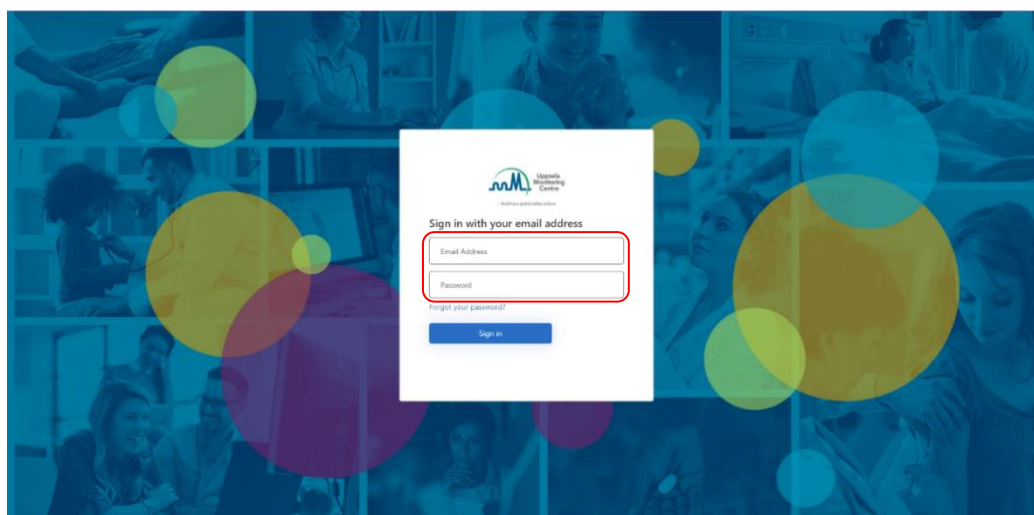 Uppsala
Monitoring
Centre
Sign in with your email address
Email Address
Password
Forgot your password?
Sign in